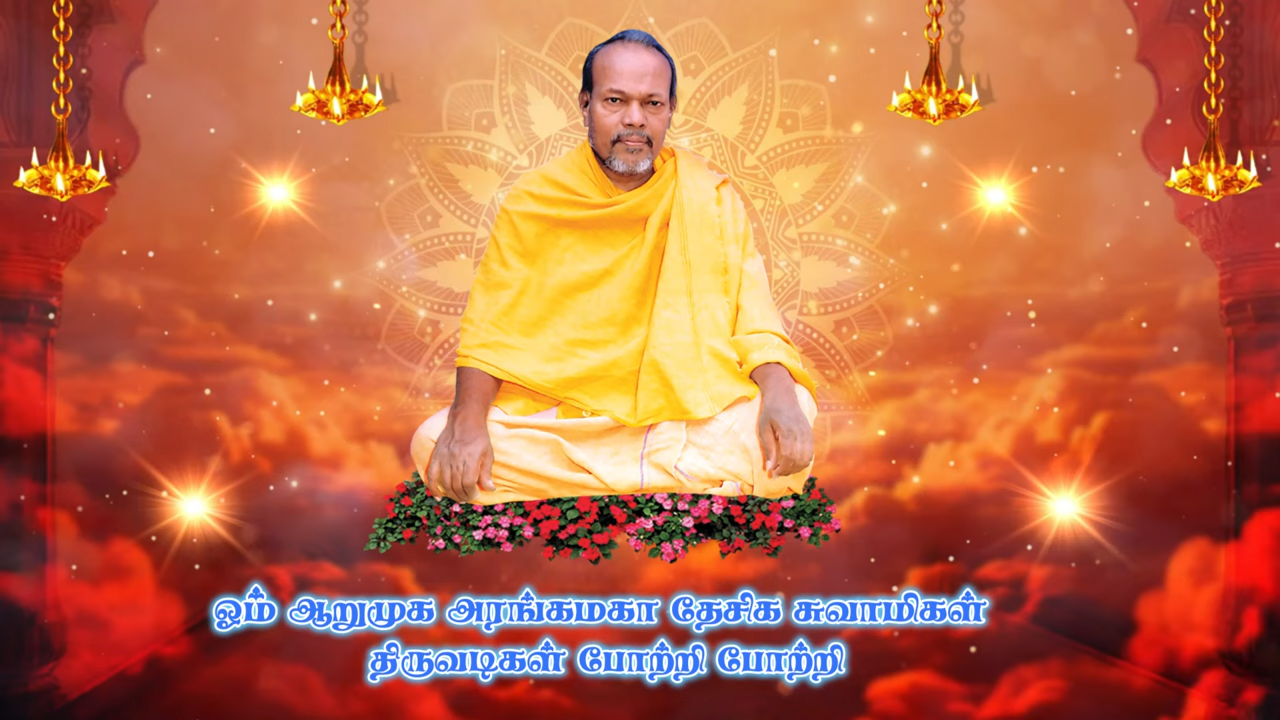 ஓம் ஆறுமுக அரங்கமகா தேசிக சுவாமிகள்
திருவடிகள் போற்றி போற்றி